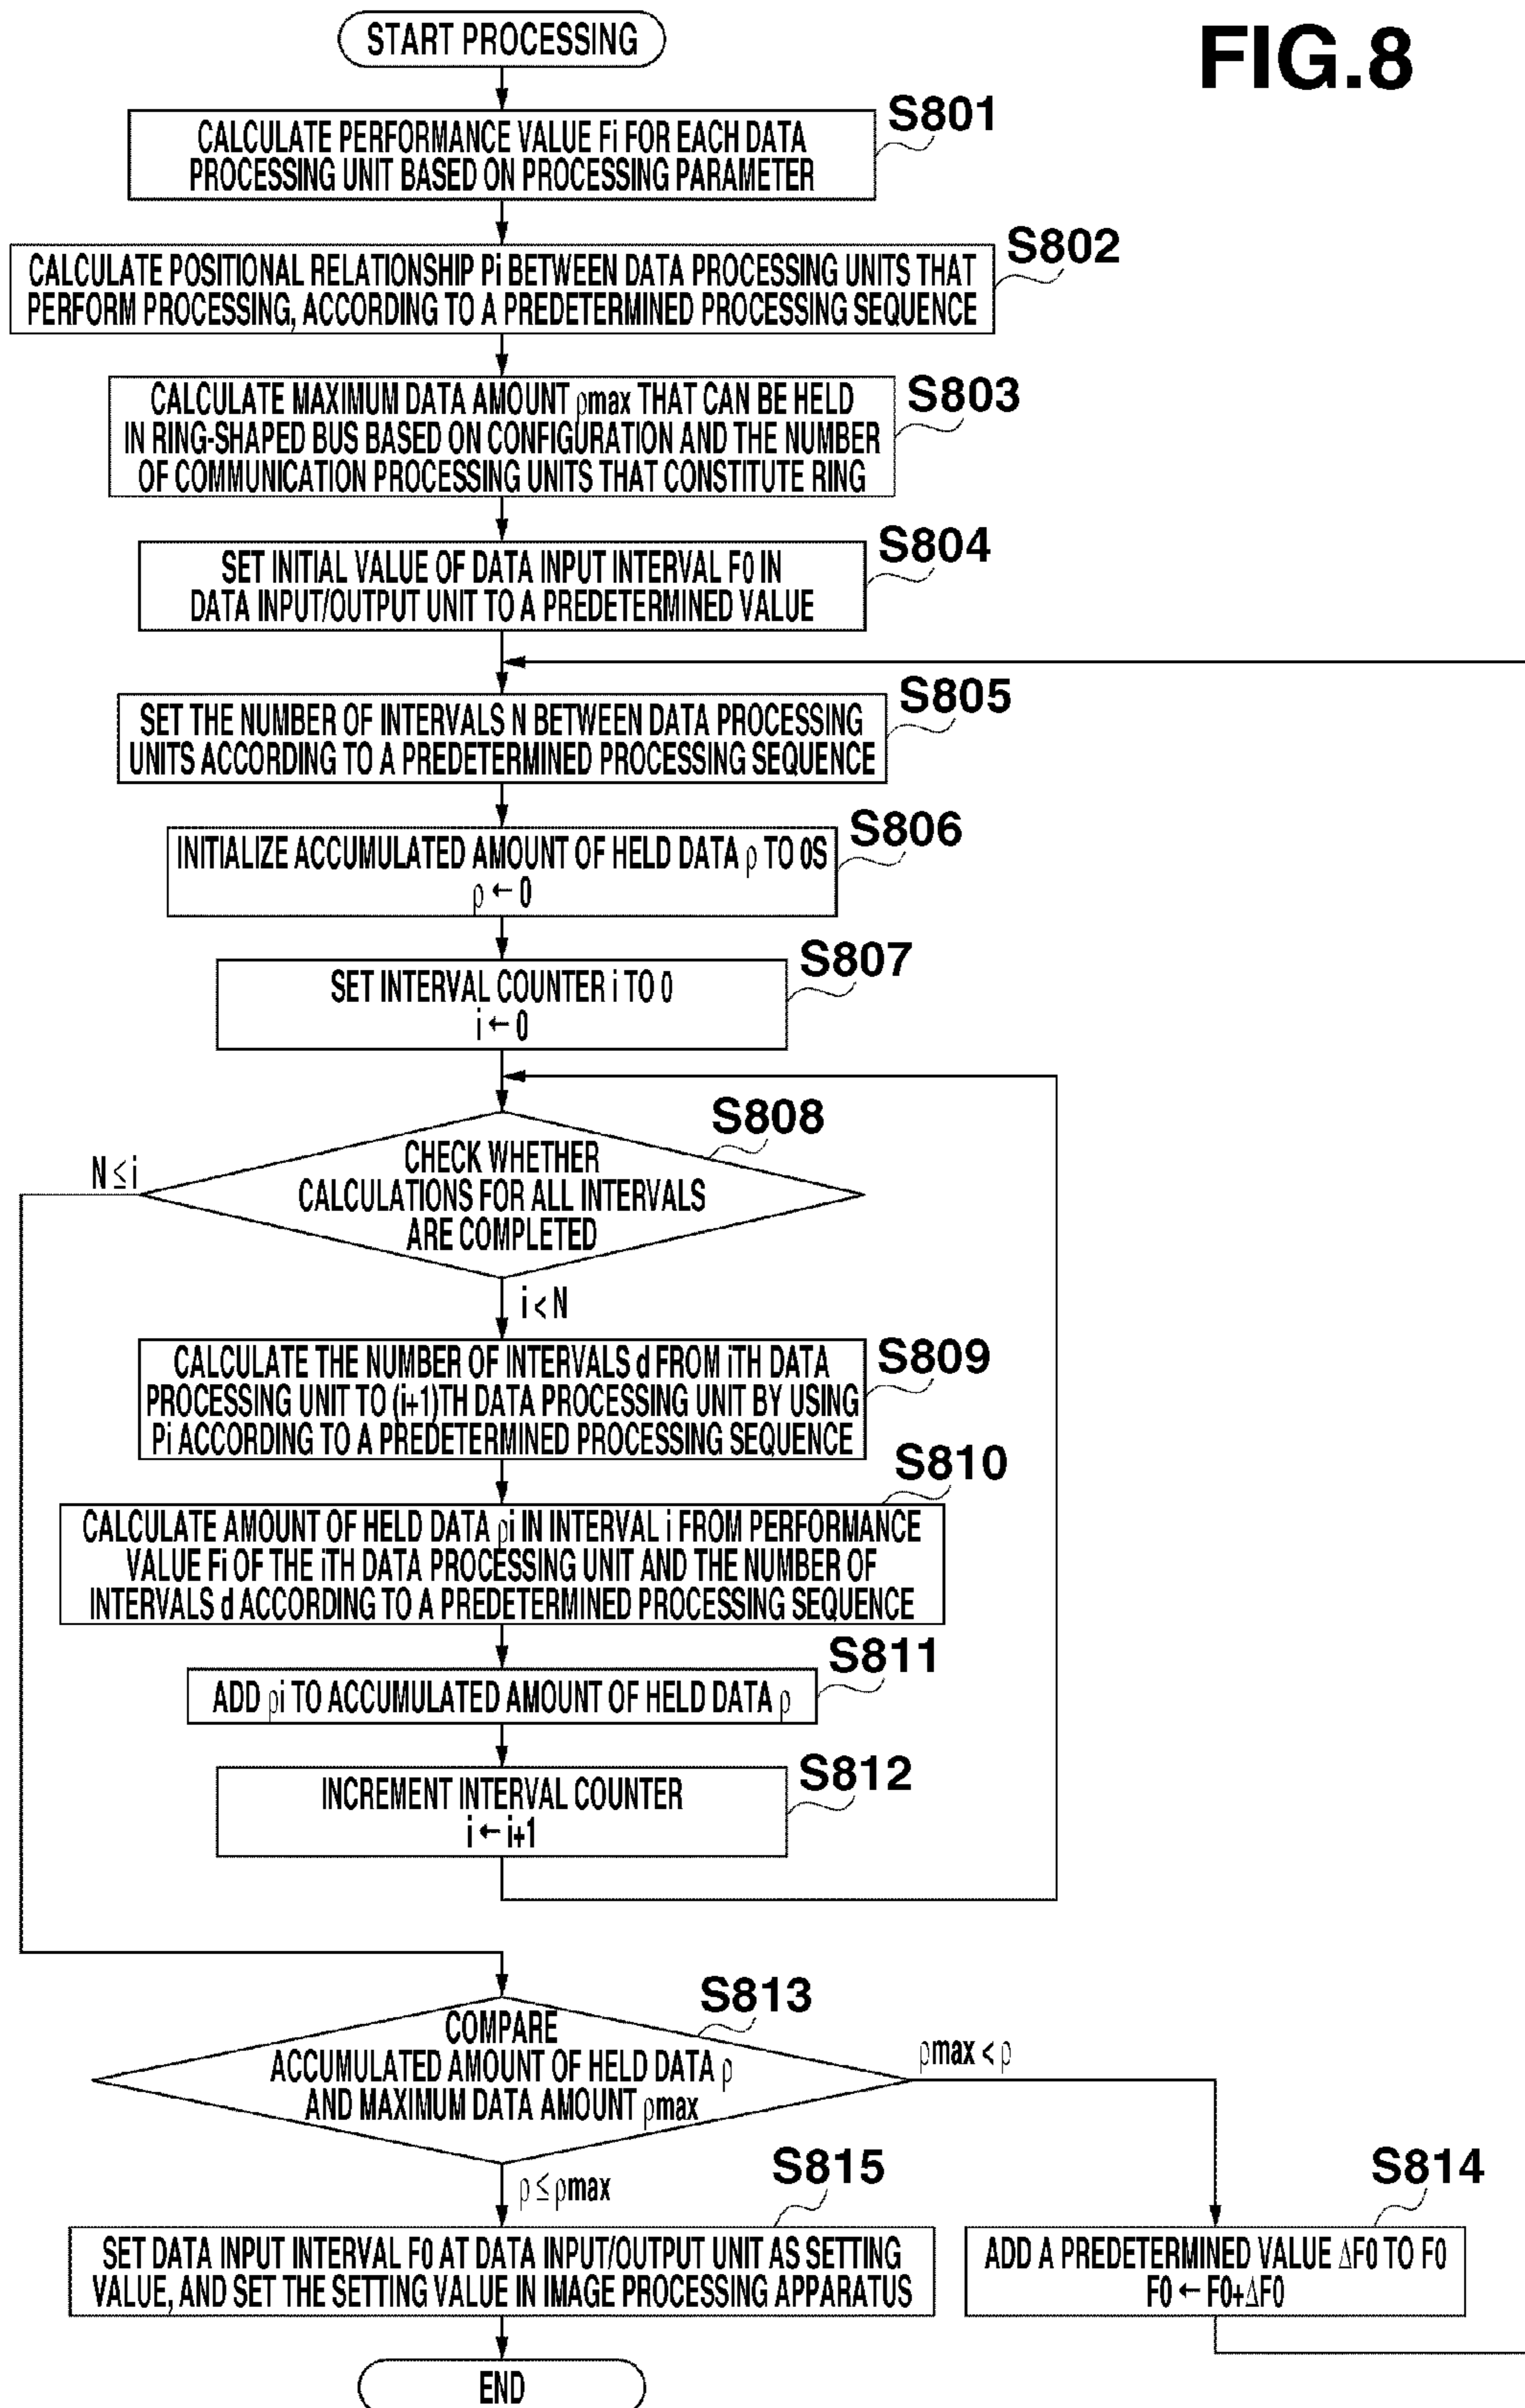 FIG.8
START PROCESSING
S801
CALCULATE PERFORMANCE VALUE Fi FOR EACH DATA
PROCESSING UNIT BASED ON PROCESSING PARAMETER
S802
CALCULATE POSITIONAL RELATIONSHIP Pi BETWEEN DATA PROCESSING UNITS THAT
PERFORM PROCESSING, ACCORDING TO A PREDETERMINED PROCESSING SEQUENCE
S803
CALCULATE MAXIMUM DATA AMOUNT ρmax THAT CAN BE HELD
IN RING-SHAPED BUS BASED ON CONFIGURATION AND THE NUMBER
OF COMMUNICATION PROCESSING UNITS THAT CONSTITUTE RING
S804
SET INITIAL VALUE OF DATA INPUT INTERVAL F0 IN
DATA INPUT/OUTPUT UNIT TO A PREDETERMINED VALUE
S805
SET THE NUMBER OF INTERVALS N BETWEEN DATA PROCESSING
UNITS ACCORDING TO A PREDETERMINED PROCESSING SEQUENCE
S806
INITIALIZE ACCUMULATED AMOUNT OF HELD DATA ρ TO 0S
ρ ← 0
S807
SET INTERVAL COUNTER i TO 0
i ← 0
S808
CHECK WHETHER
CALCULATIONS FOR ALL INTERVALS
ARE COMPLETED
N ≤ i
i < N
S809
CALCULATE THE NUMBER OF INTERVALS d FROM iTH DATA
PROCESSING UNIT TO (i+1)TH DATA PROCESSING UNIT BY USING
Pi ACCORDING TO A PREDETERMINED PROCESSING SEQUENCE
S810
CALCULATE AMOUNT OF HELD DATA ρi IN INTERVAL i FROM PERFORMANCE
VALUE Fi OF THE iTH DATA PROCESSING UNIT AND THE NUMBER OF
INTERVALS d ACCORDING TO A PREDETERMINED PROCESSING SEQUENCE
S811
ADD ρi TO ACCUMULATED AMOUNT OF HELD DATA ρ
S812
INCREMENT INTERVAL COUNTER
i ← i+1
S813
COMPARE
ACCUMULATED AMOUNT OF HELD DATA ρ
AND MAXIMUM DATA AMOUNT ρmax
ρmax < ρ
ρ ≤ ρmax
S815
SET DATA INPUT INTERVAL F0 AT DATA INPUT/OUTPUT UNIT AS SETTING
VALUE, AND SET THE SETTING VALUE IN IMAGE PROCESSING APPARATUS
S814
ADD A PREDETERMINED VALUE ΔF0 TO F0
F0 ← F0+ΔF0
END